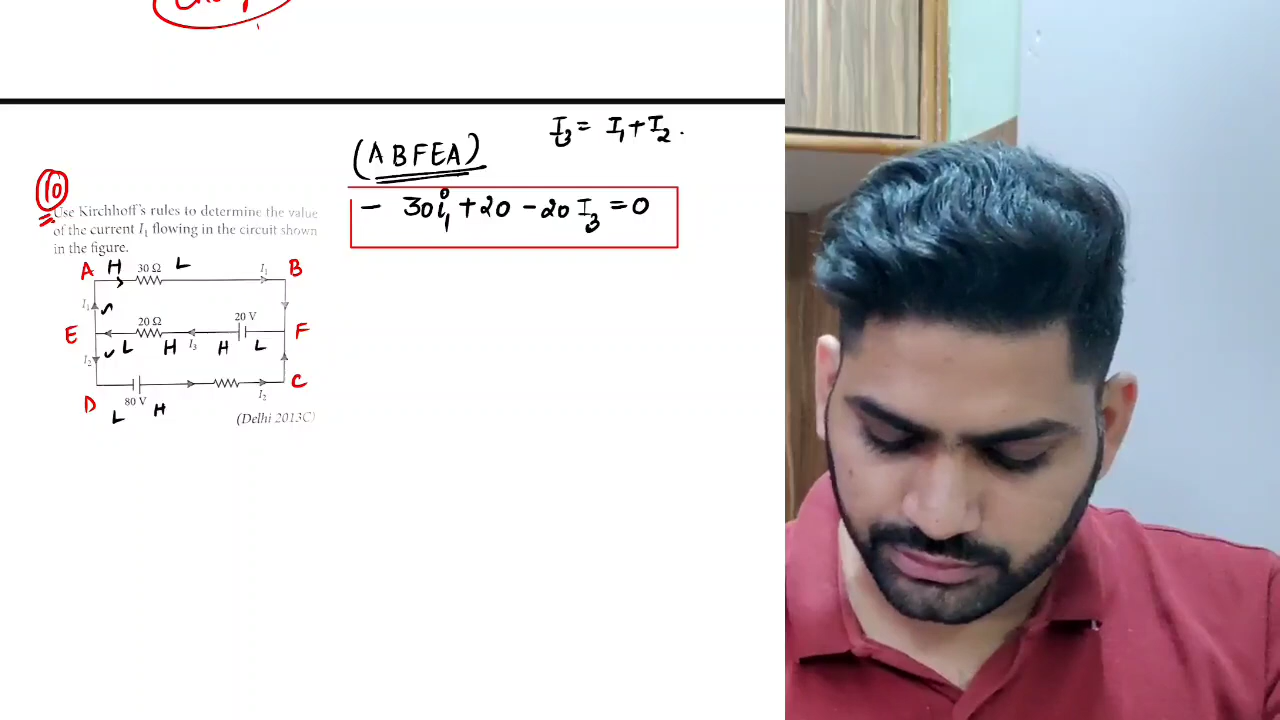 I3 = I1 + I2 .
(ABFEA)
- 30i1 + 20 - 20 I3 = 0
10
Use Kirchhoff's rules to determine the value
of the current I1 flowing in the circuit shown
in the figure.
A H 30 Ω L I1 B
I1
20 V
E 20 Ω F
I2 L H I3 H L
80 V I2 C
D L H
(Delhi 2013C)